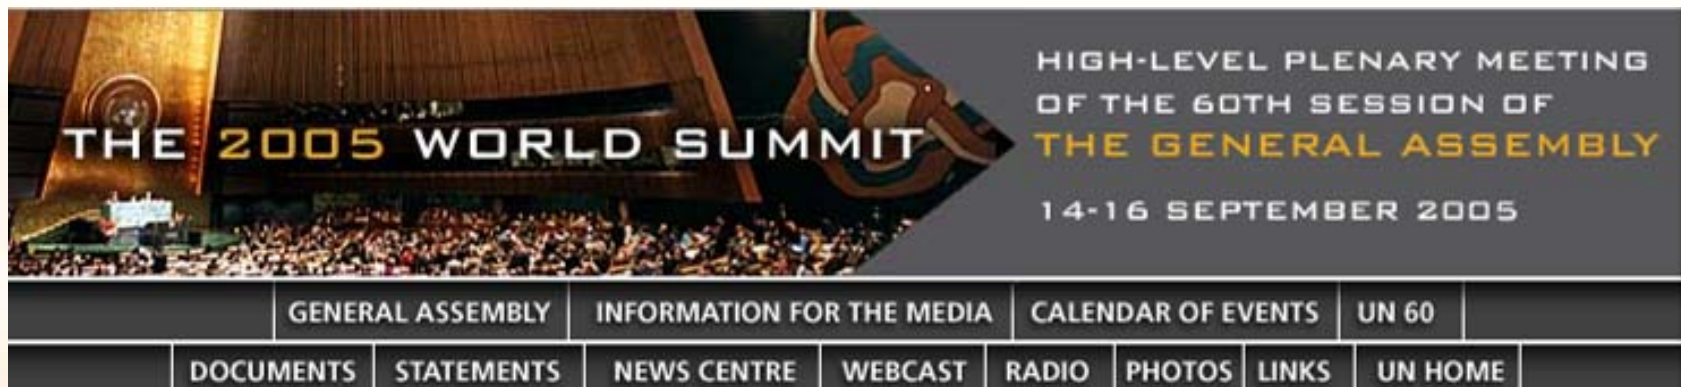 THE 2005 WORLD SUMMIT
HIGH-LEVEL PLENARY MEETING
OF THE 60TH SESSION OF
THE GENERAL ASSEMBLY
14-16 SEPTEMBER 2005
GENERAL ASSEMBLY INFORMATION FOR THE MEDIA CALENDAR OF EVENTS UN 60
DOCUMENTS STATEMENTS NEWS CENTRE WEBCAST RADIO PHOTOS LINKS UN HOME